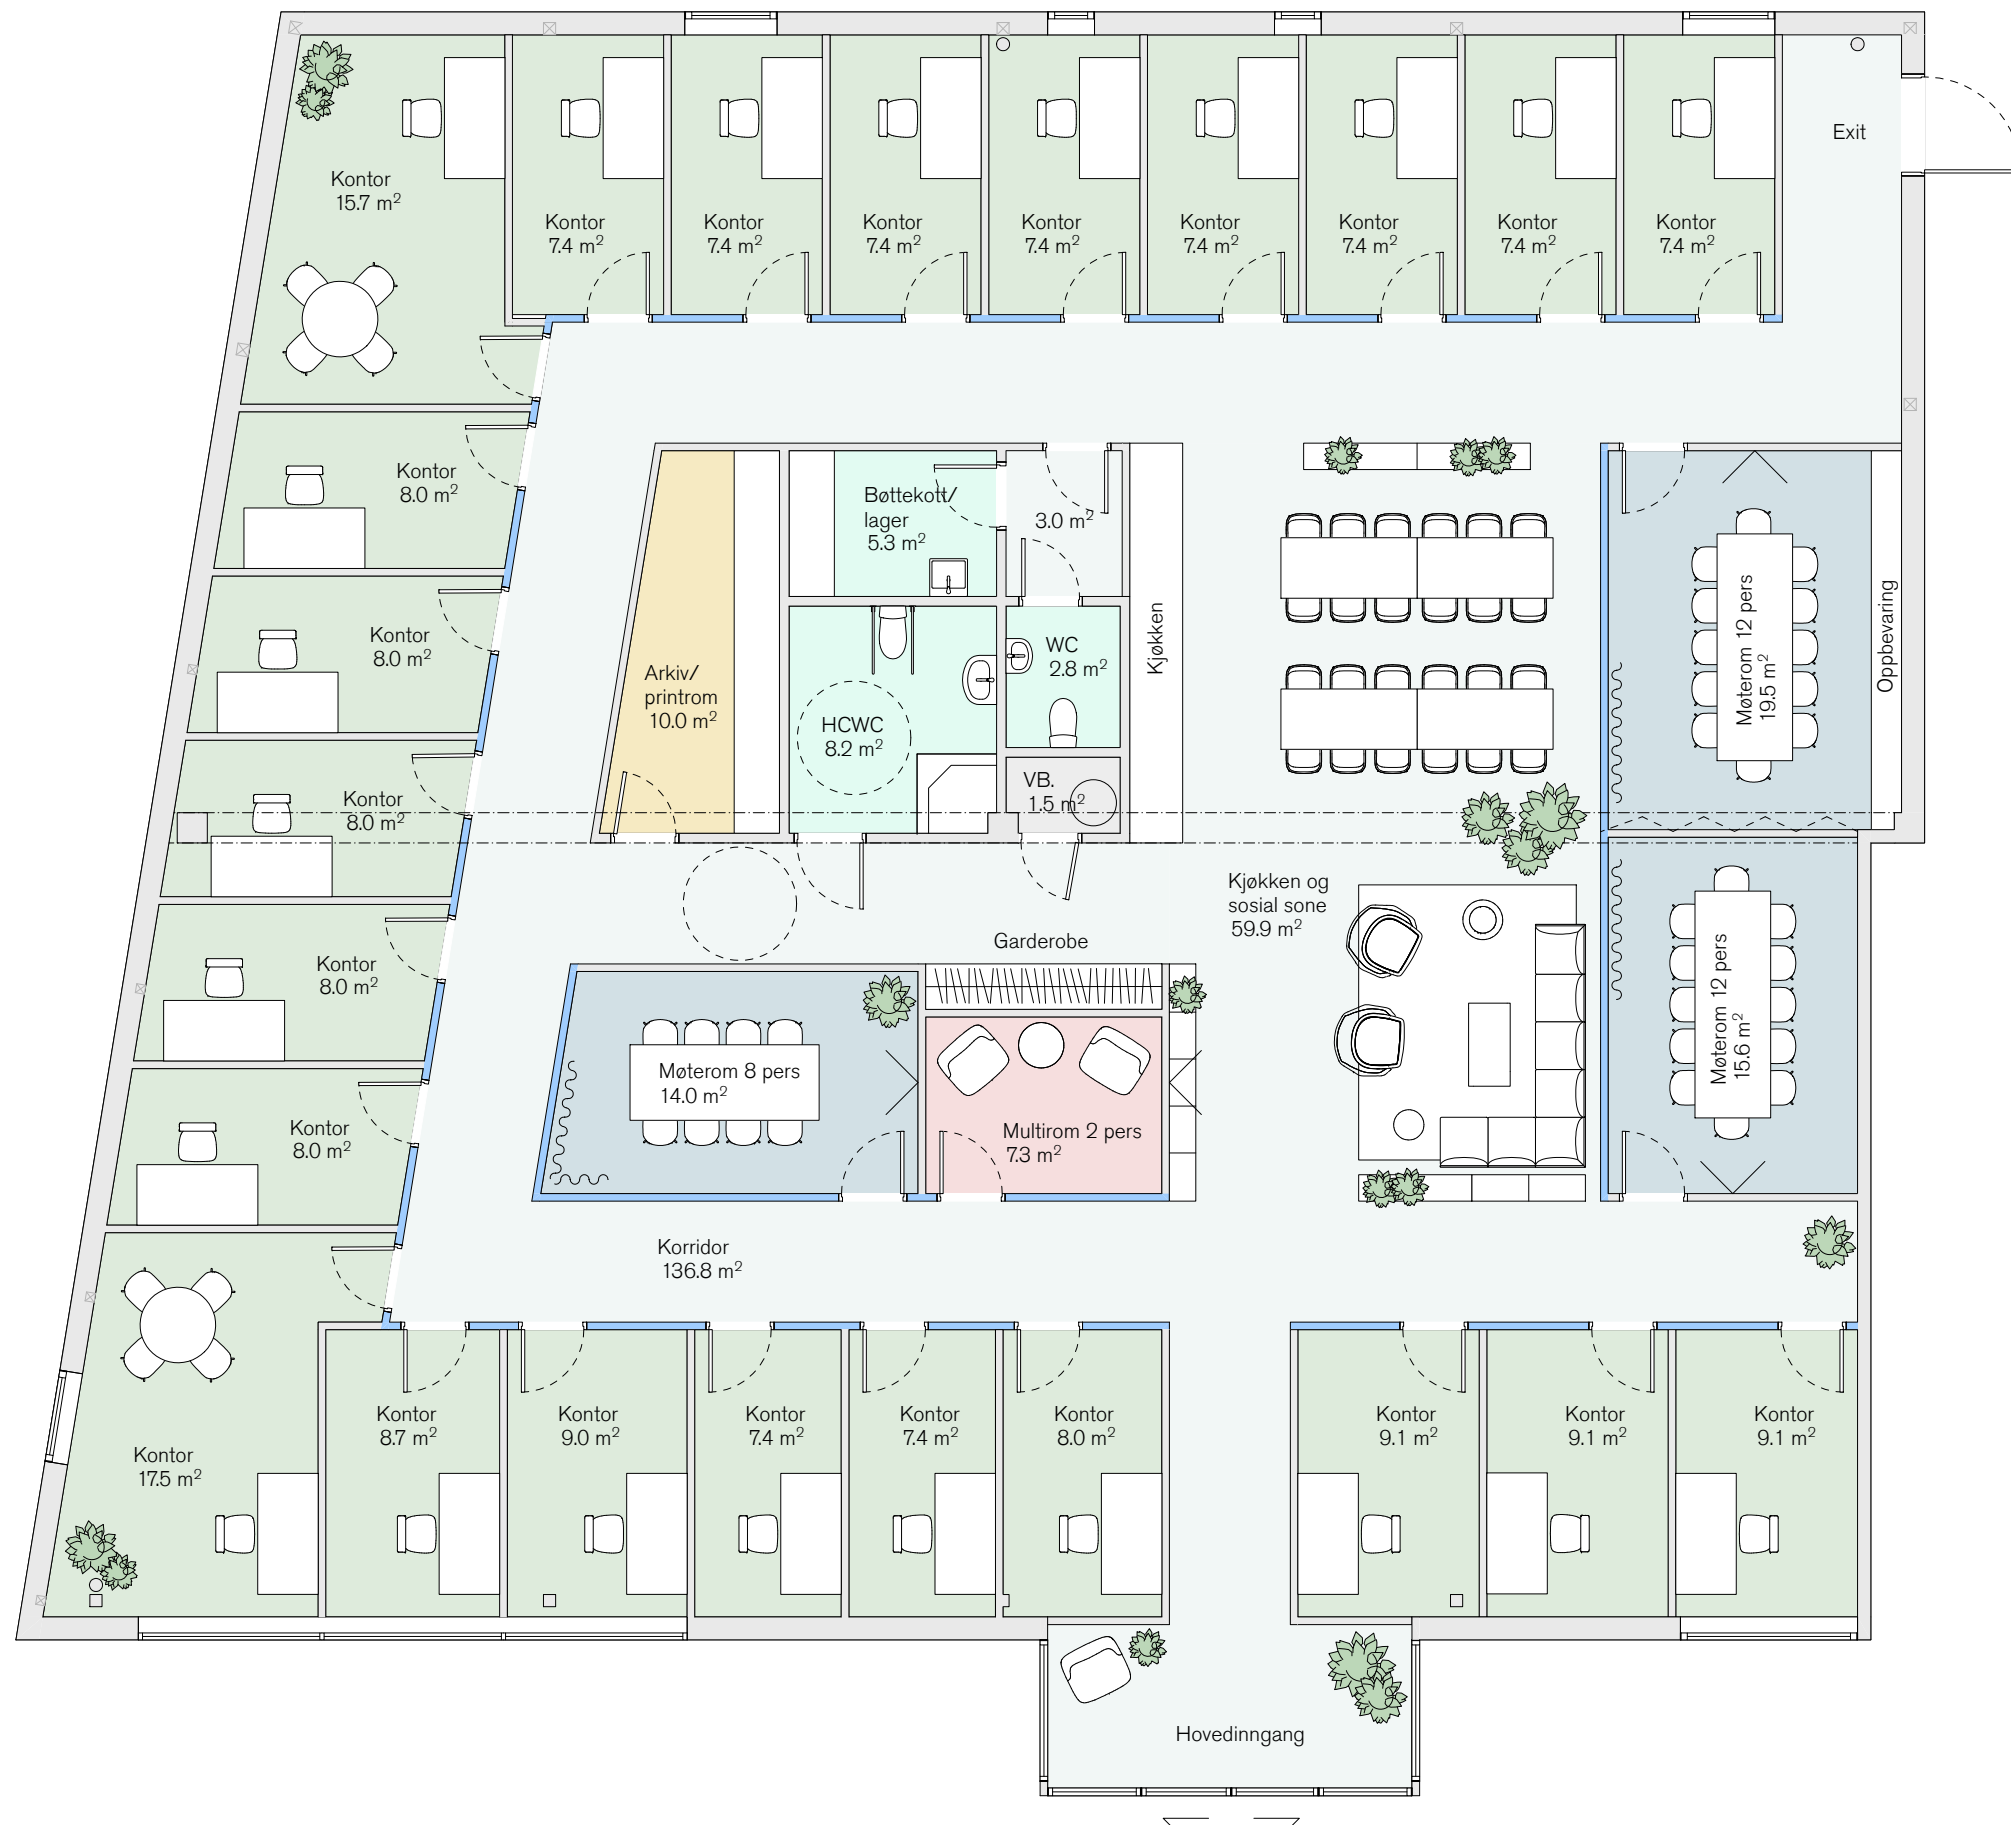 Exit
Kontor
15.7 m²
Kontor
7.4 m²
Kontor
7.4 m²
Kontor
7.4 m²
Kontor
7.4 m²
Kontor
7.4 m²
Kontor
7.4 m²
Kontor
7.4 m²
Kontor
7.4 m²
Kontor
8.0 m²
Bøttekott/
lager
5.3 m²
3.0 m²
Kontor
8.0 m²
Arkiv/
printrom
10.0 m²
HCWC
8.2 m²
WC
2.8 m²
Kjøkken
Møterom 12 pers
19.5 m²
Oppbevaring
VB.
1.5 m²
Kontor
8.0 m²
Kjøkken og
sosial sone
59.9 m²
Garderobe
Kontor
8.0 m²
Møterom 8 pers
14.0 m²
Multirom 2 pers
7.3 m²
Møterom 12 pers
15.6 m²
Kontor
8.0 m²
Korridor
136.8 m²
Kontor
17.5 m²
Kontor
8.7 m²
Kontor
9.0 m²
Kontor
7.4 m²
Kontor
7.4 m²
Kontor
8.0 m²
Kontor
9.1 m²
Kontor
9.1 m²
Kontor
9.1 m²
Hovedinngang